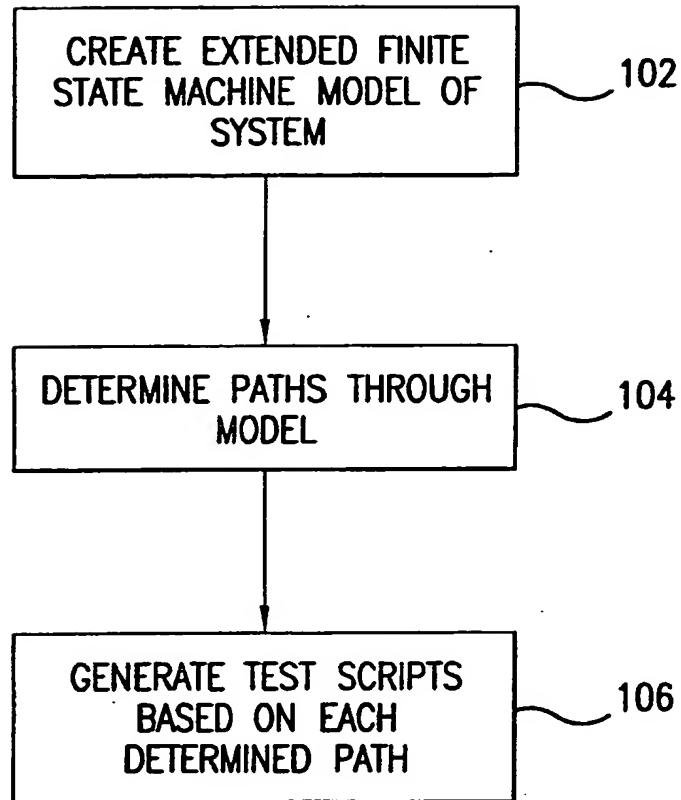 CREATE EXTENDED FINITE
STATE MACHINE MODEL OF
SYSTEM
102
DETERMINE PATHS THROUGH
MODEL
104
GENERATE TEST SCRIPTS
BASED ON EACH
DETERMINED PATH
106